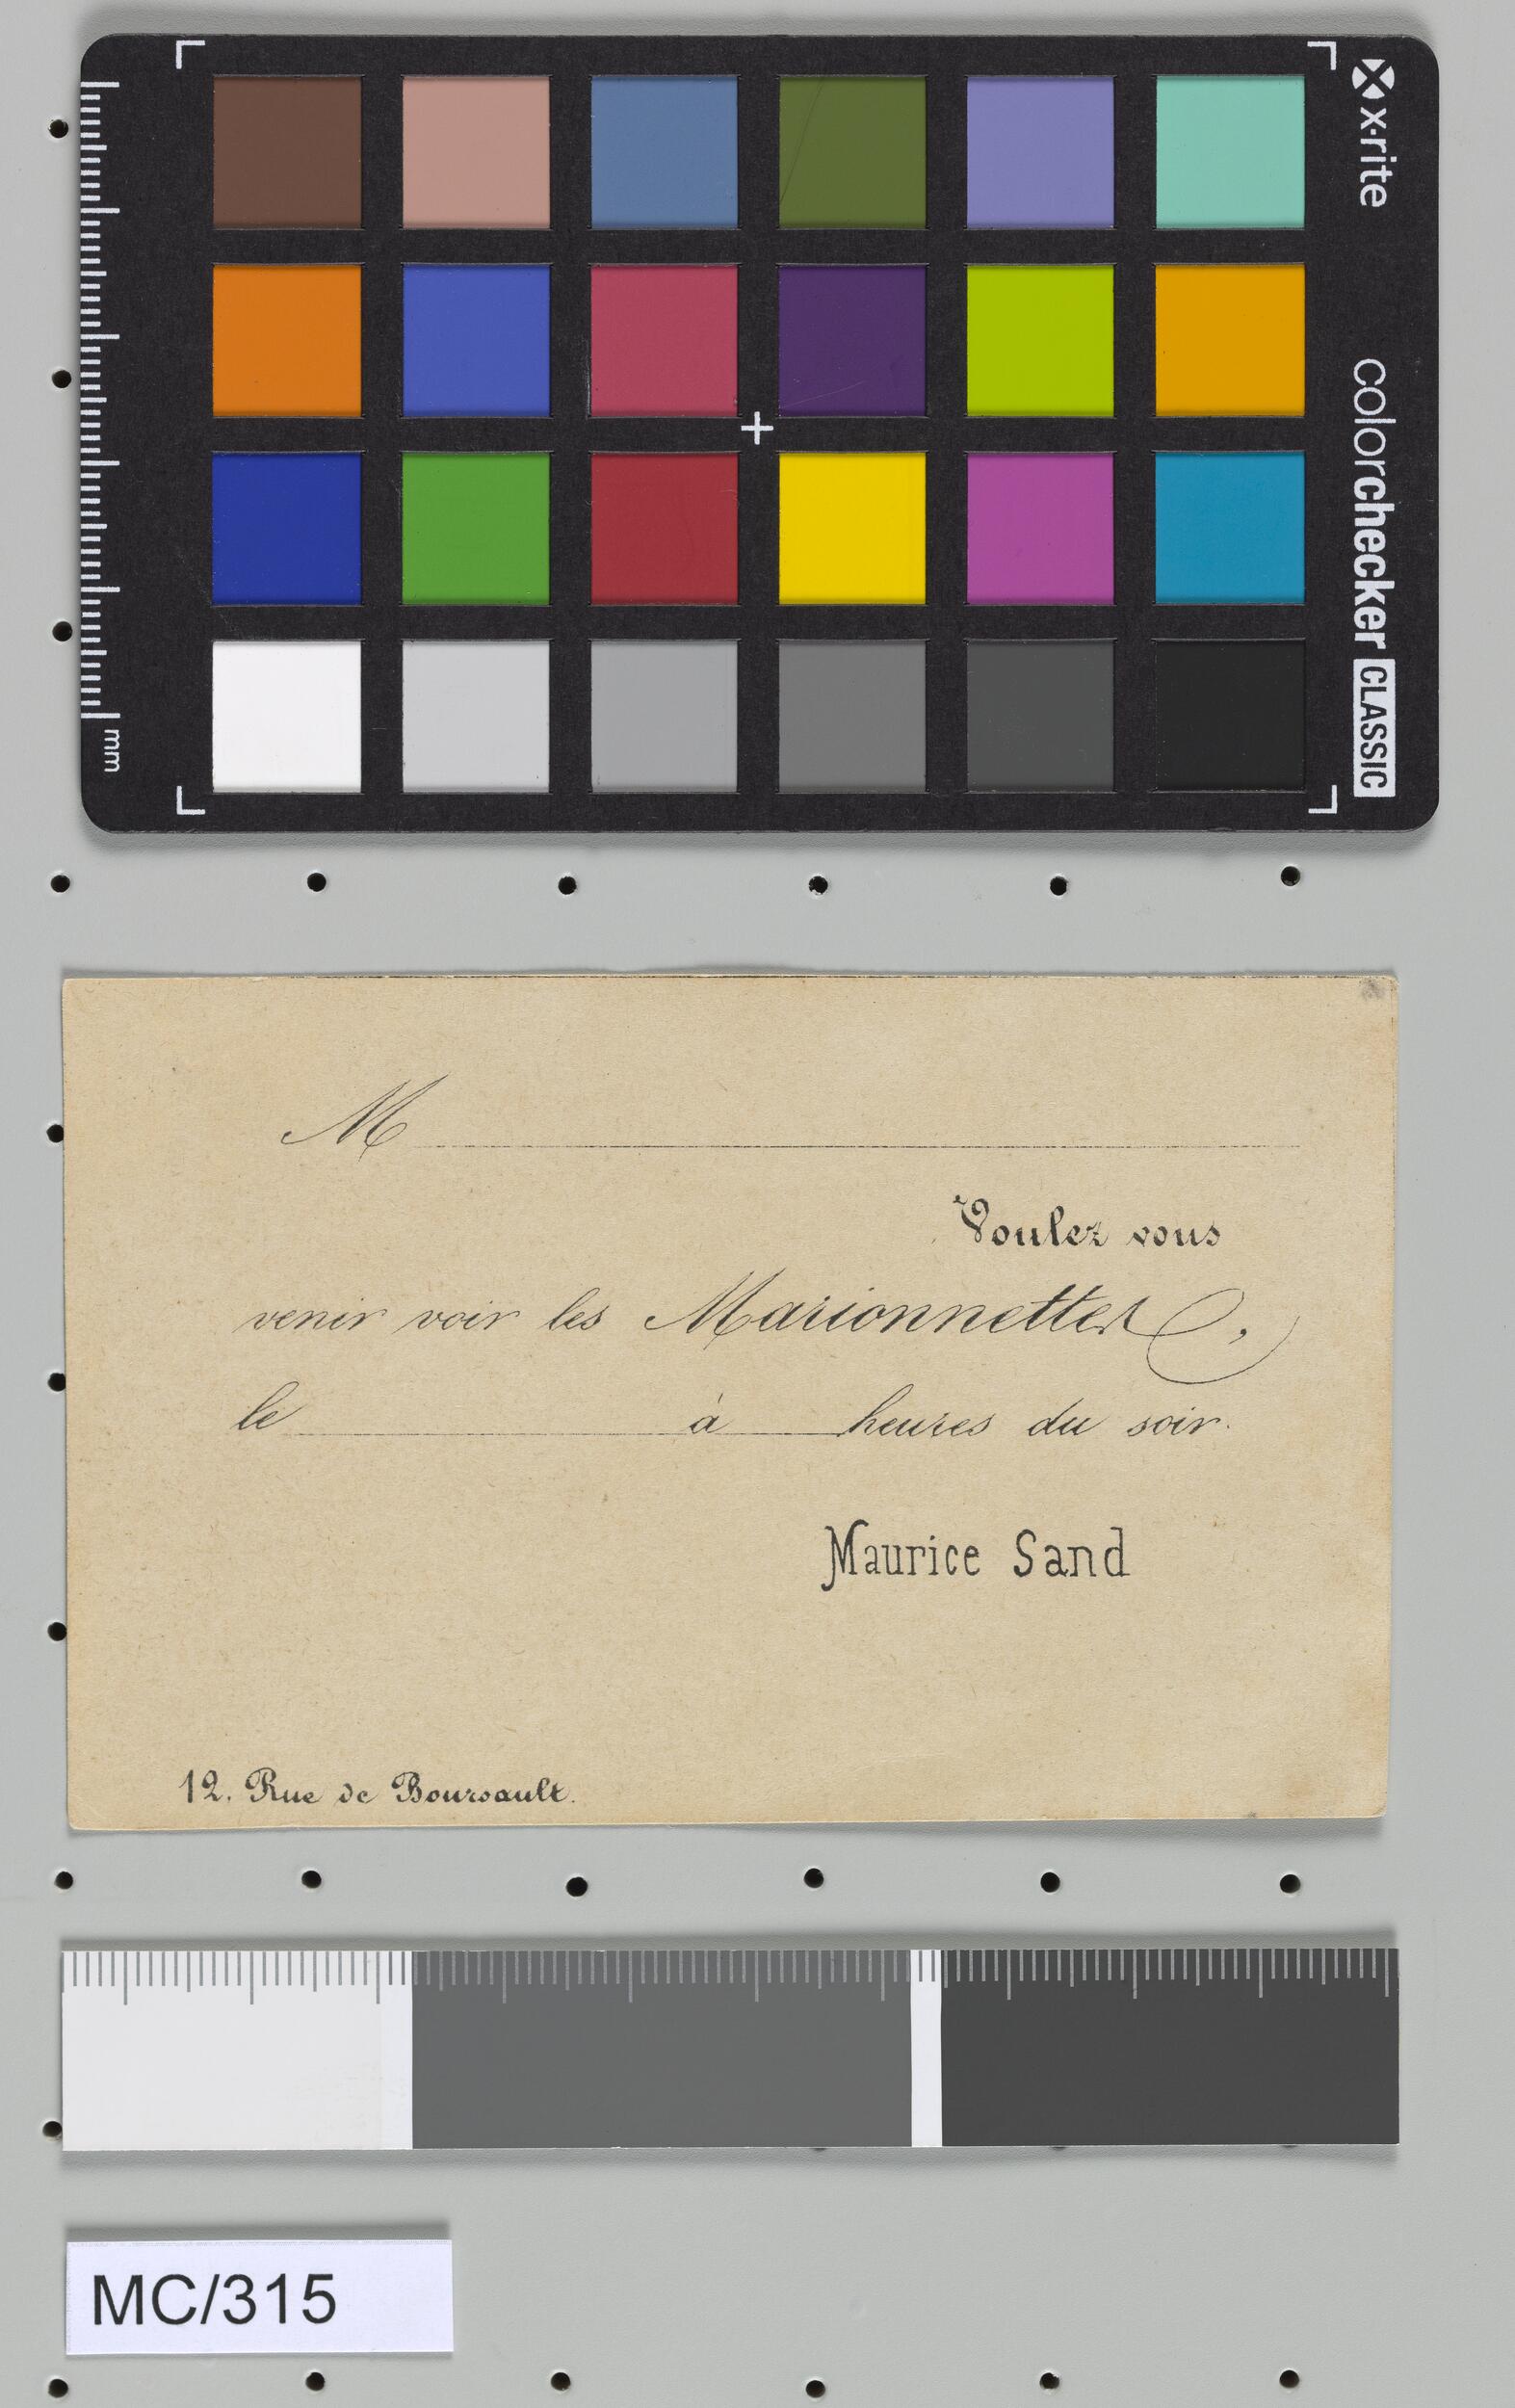 x·rite
colorchecker CLASSIC
mm
M
Voulez vous
venir voir les Marionnettes,
le à heures du soir.
Maurice Sand
12. Rue de Boursault.
MC/315